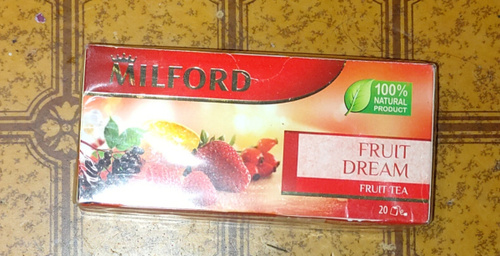 MILFORD
100%
NATURAL
PRODUCT
FRUIT
DREAM
FRUIT TEA
20